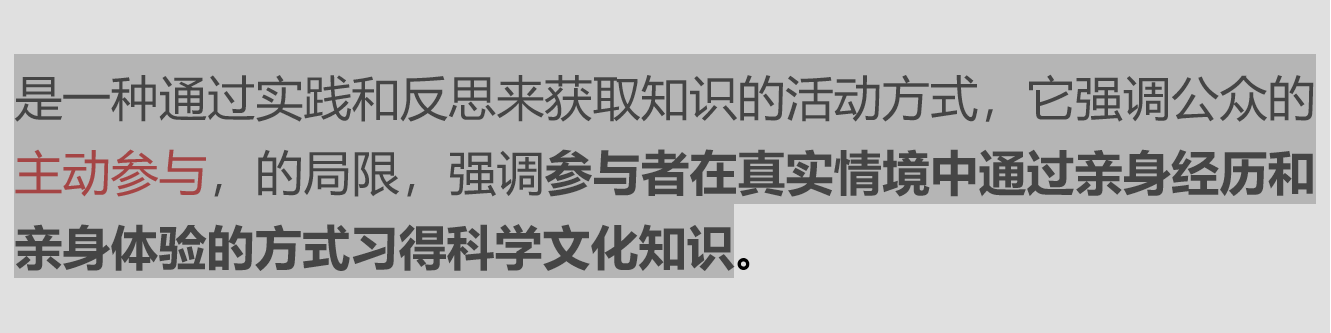 是一种通过实践和反思来获取知识的活动方式，它强调公众的
主动参与，的局限，强调参与者在真实情境中通过亲身经历和
亲身体验的方式习得科学文化知识。